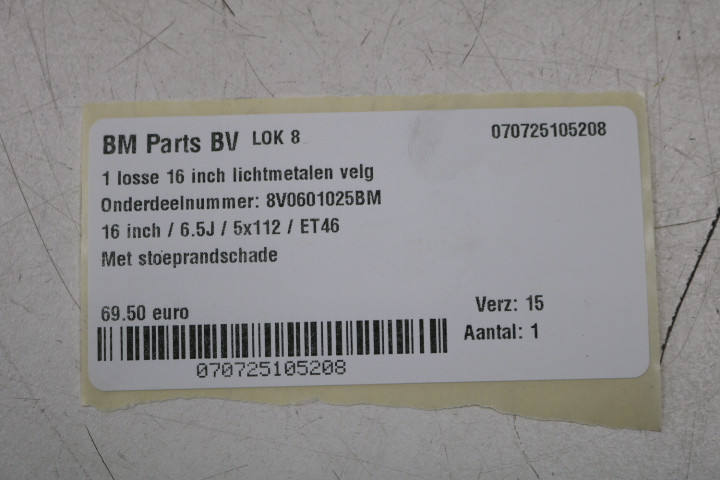 BM Parts BV LOK 8 070725105208
1 losse 16 inch lichtmetalen velg
Onderdeelnummer: 8V0601025BM
16 inch / 6.5J / 5x112 / ET46
Met stoeprandschade
69.50 euro
Verz: 15
Aantal: 1
070725105208